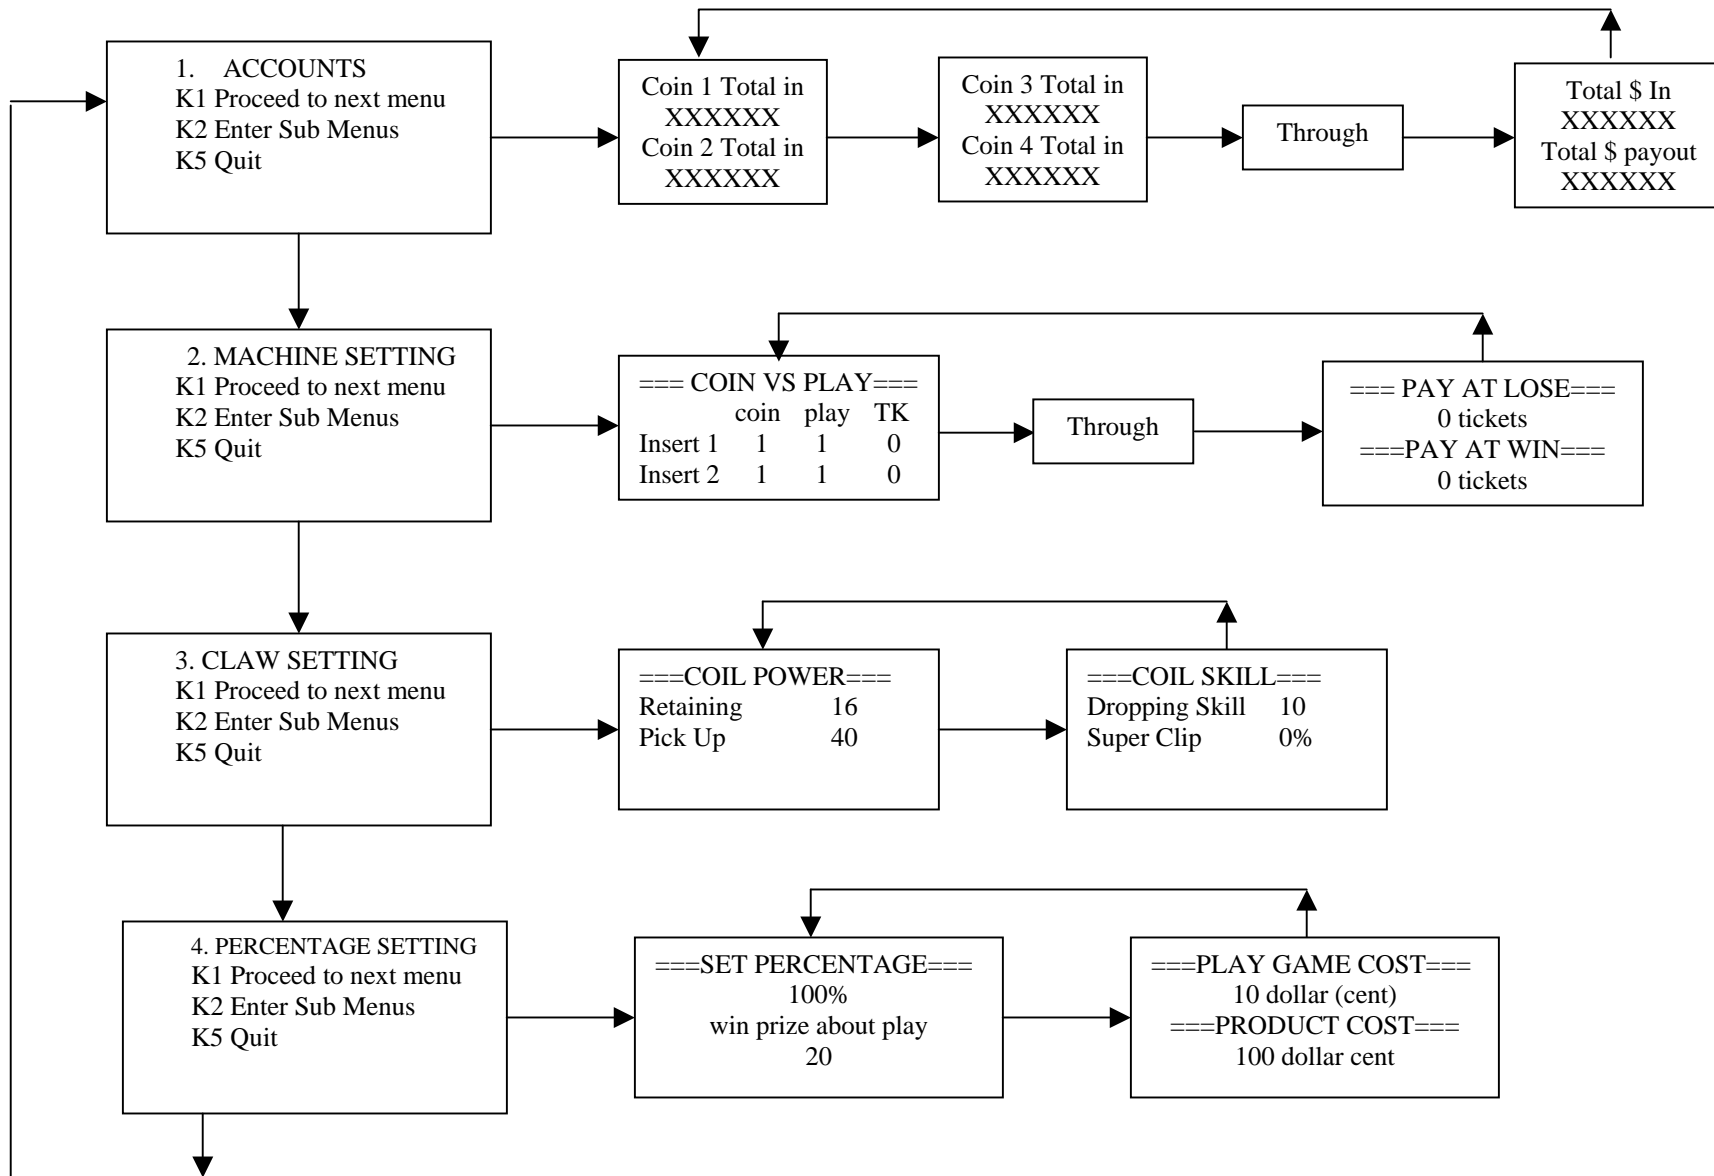 1. ACCOUNTS
K1 Proceed to next menu
K2 Enter Sub Menus
K5 Quit
Coin 1 Total in
XXXXXX
Coin 2 Total in
XXXXXX
Coin 3 Total in
XXXXXX
Coin 4 Total in
XXXXXX
Through
Total $ In
XXXXXX
Total $ payout
XXXXXX
2. MACHINE SETTING
K1 Proceed to next menu
K2 Enter Sub Menus
K5 Quit
=== COIN VS PLAY===
coin play TK
Insert 1 1 1 0
Insert 2 1 1 0
Through
=== PAY AT LOSE===
0 tickets
===PAY AT WIN===
0 tickets
3. CLAW SETTING
K1 Proceed to next menu
K2 Enter Sub Menus
K5 Quit
===COIL POWER===
Retaining 16
Pick Up 40
===COIL SKILL===
Dropping Skill 10
Super Clip 0%
4. PERCENTAGE SETTING
K1 Proceed to next menu
K2 Enter Sub Menus
K5 Quit
===SET PERCENTAGE===
100%
win prize about play
20
===PLAY GAME COST===
10 dollar (cent)
===PRODUCT COST===
100 dollar cent